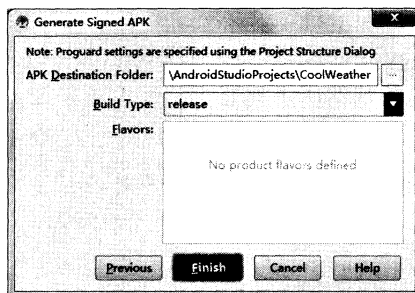 Generate Signed APK
X
Note: Proguard settings are specified using the Project Structure Dialog
APK Destination Folder: \AndroidStudioProjects\CoolWeather ...
Build Type: release
Flavors:
No product flavors defined
Previous Finish Cancel Help